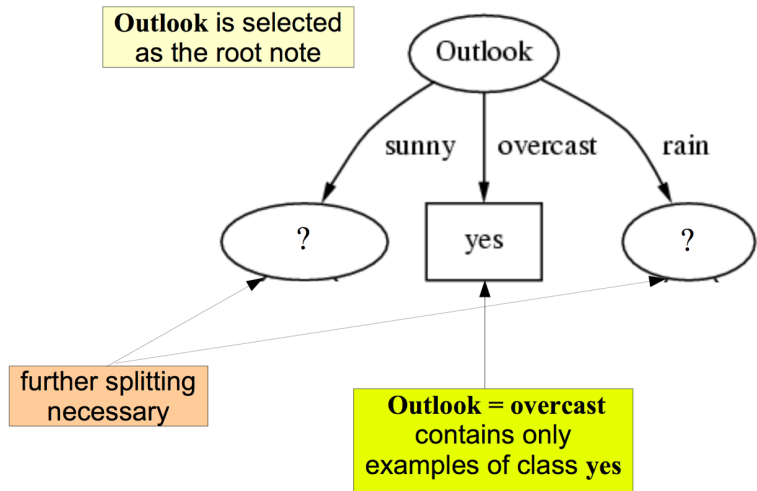 Outlook is selected
as the root note
Outlook
sunny
overcast
rain
?
yes
?
further splitting
necessary
Outlook = overcast
contains only
examples of class yes